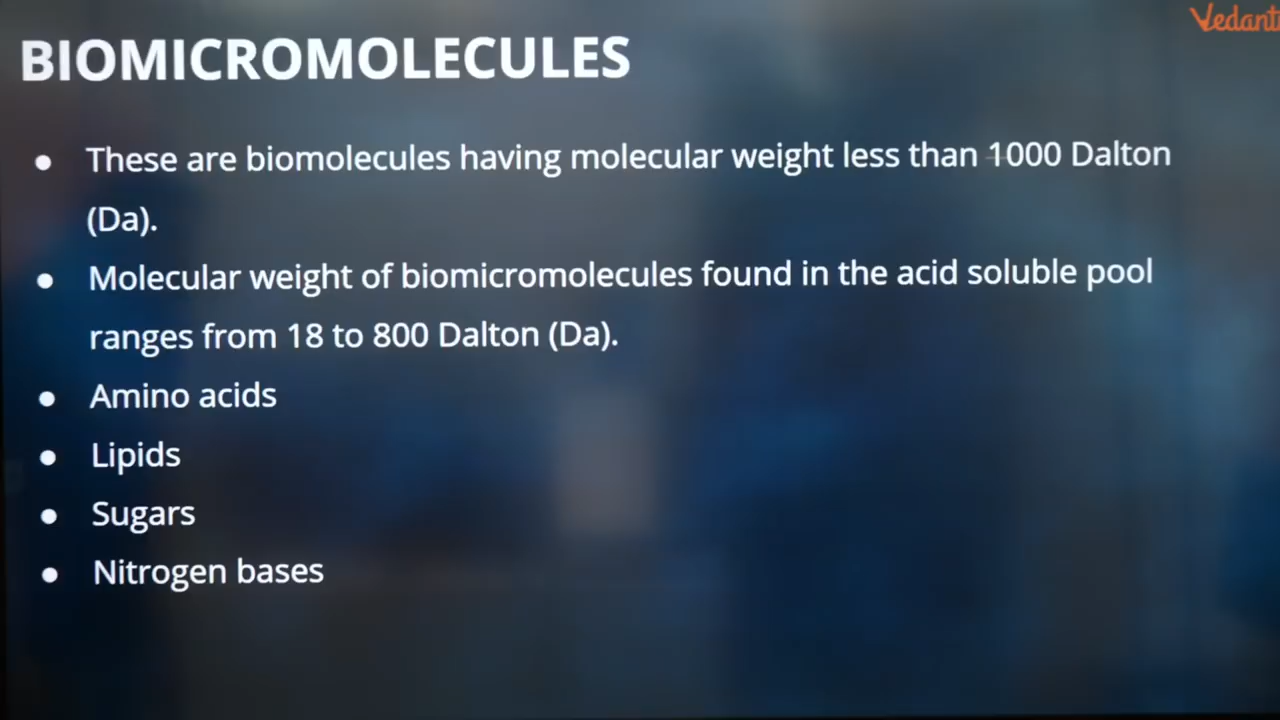 Vedant
BIOMICROMOLECULES
● These are biomolecules having molecular weight less than 1000 Dalton
(Da).
● Molecular weight of biomicromolecules found in the acid soluble pool
ranges from 18 to 800 Dalton (Da).
● Amino acids
● Lipids
● Sugars
● Nitrogen bases